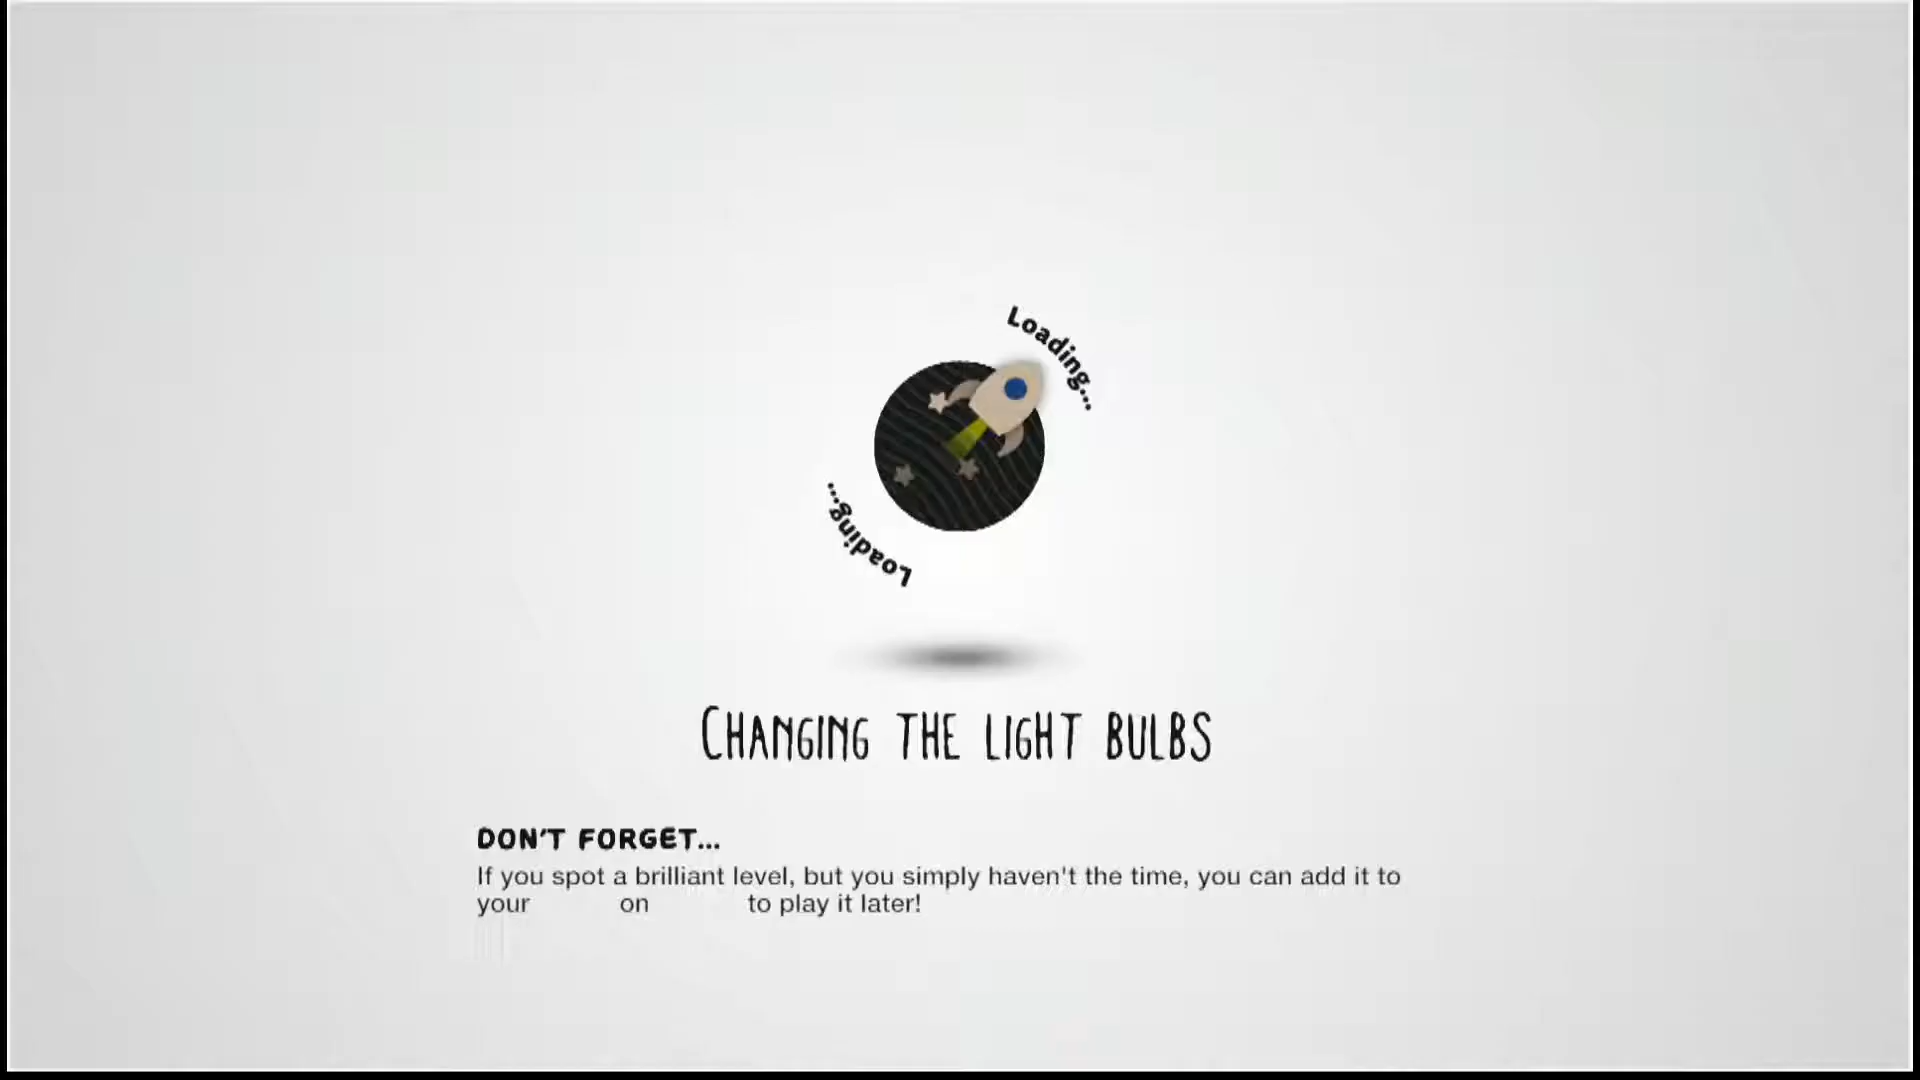 Loading...
Loading...
CHANGING THE LIGHT BULBS
DON'T FORGET...
If you spot a brilliant level, but you simply haven't the time, you can add it to
your on to play it later!